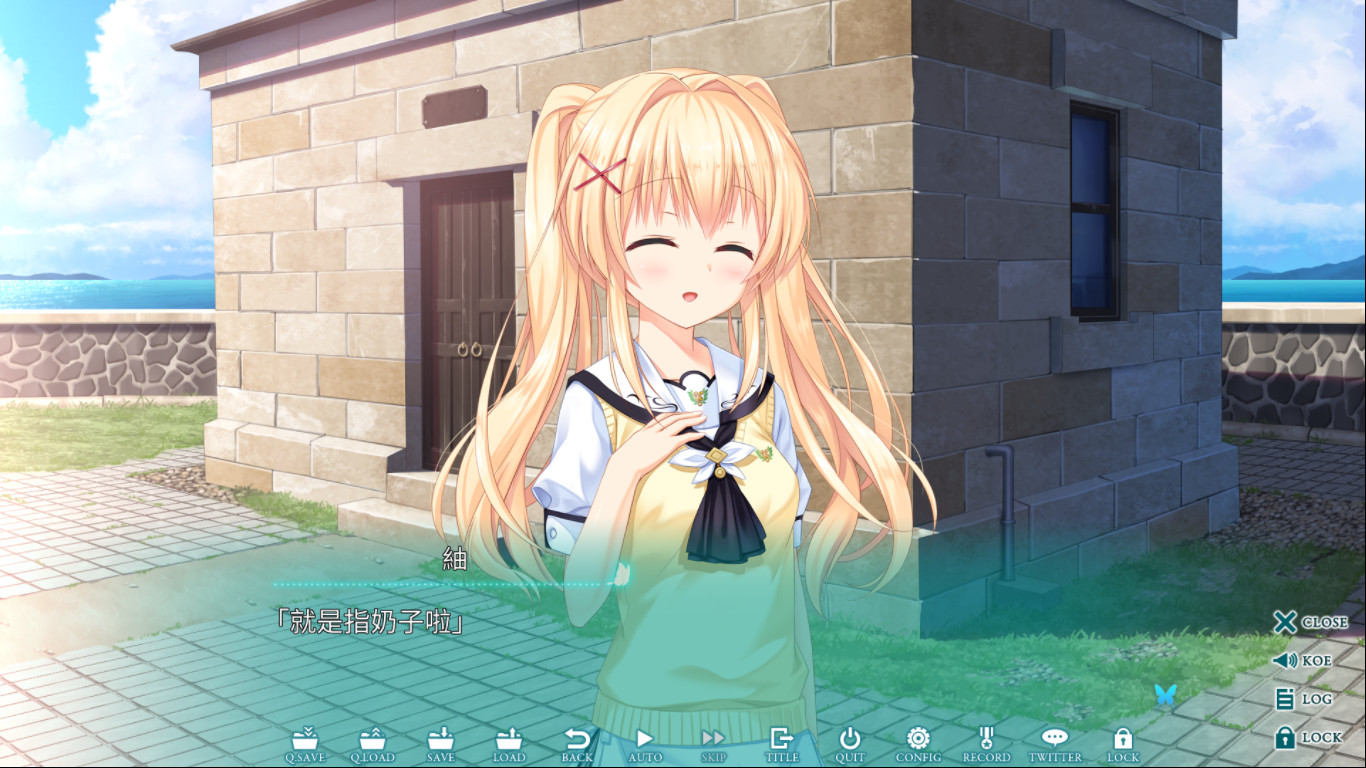 紬
「就是指奶子啦」
CLOSE
KOE
LOG
LOCK
Q.SAVE
Q.LOAD
SAVE
LOAD
BACK
AUTO
SKIP
TITLE
QUIT
CONFIG
RECORD
TWITTER
LOCK